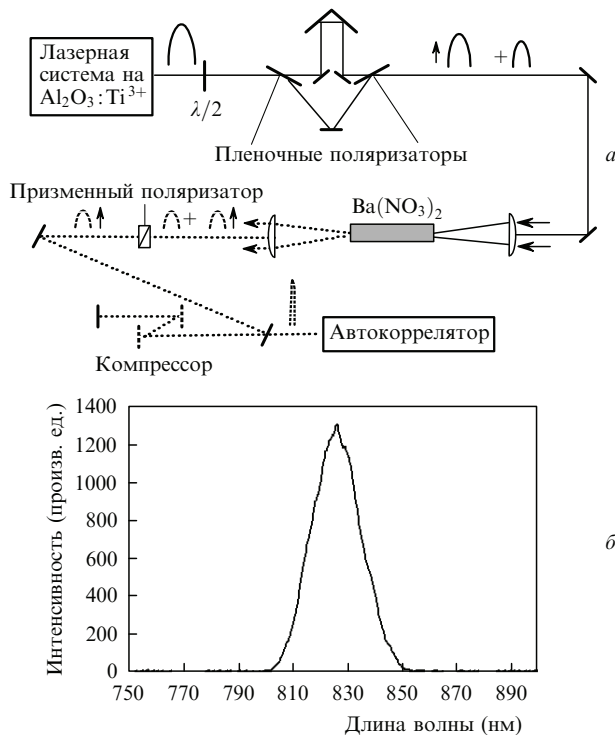 Лазерная
система на
Al₂O₃ : Ti³⁺
λ/2
+
Пленочные поляризаторы
а
Призменный поляризатор
+
Ba(NO₃)₂
Компрессор
Автокоррелятор
Интенсивность (произв. ед.)
1400
1200
1000
800
600
400
200
0
750 770 790 810 830 850 870 890
Длина волны (нм)
б